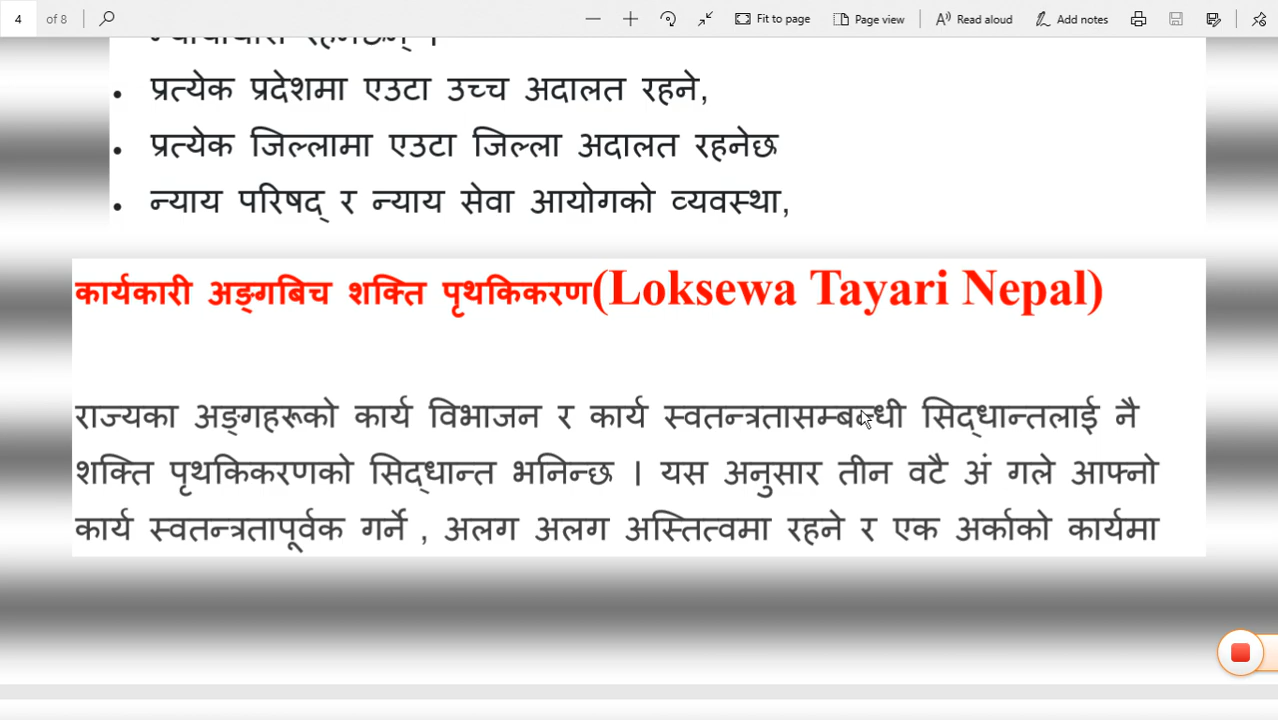 4 of 8 Fit to page Page view Read aloud Add notes
प्रत्येक प्रदेशमा एउटा उच्च अदालत रहने,
प्रत्येक जिल्लामा एउटा जिल्ला अदालत रहनेछ
न्याय परिषद् र न्याय सेवा आयोगको व्यवस्था,
कार्यकारी अङ्गबिच शक्ति पृथकिकरण(Loksewa Tayari Nepal)
राज्यका अङ्गहरूको कार्य विभाजन र कार्य स्वतन्त्रतासम्बन्धी सिद्धान्तलाई नै
शक्ति पृथकिकरणको सिद्धान्त भनिन्छ । यस अनुसार तीन वटै अं गले आफ्नो
कार्य स्वतन्त्रतापूर्वक गर्ने , अलग अलग अस्तित्वमा रहने र एक अर्काको कार्यमा